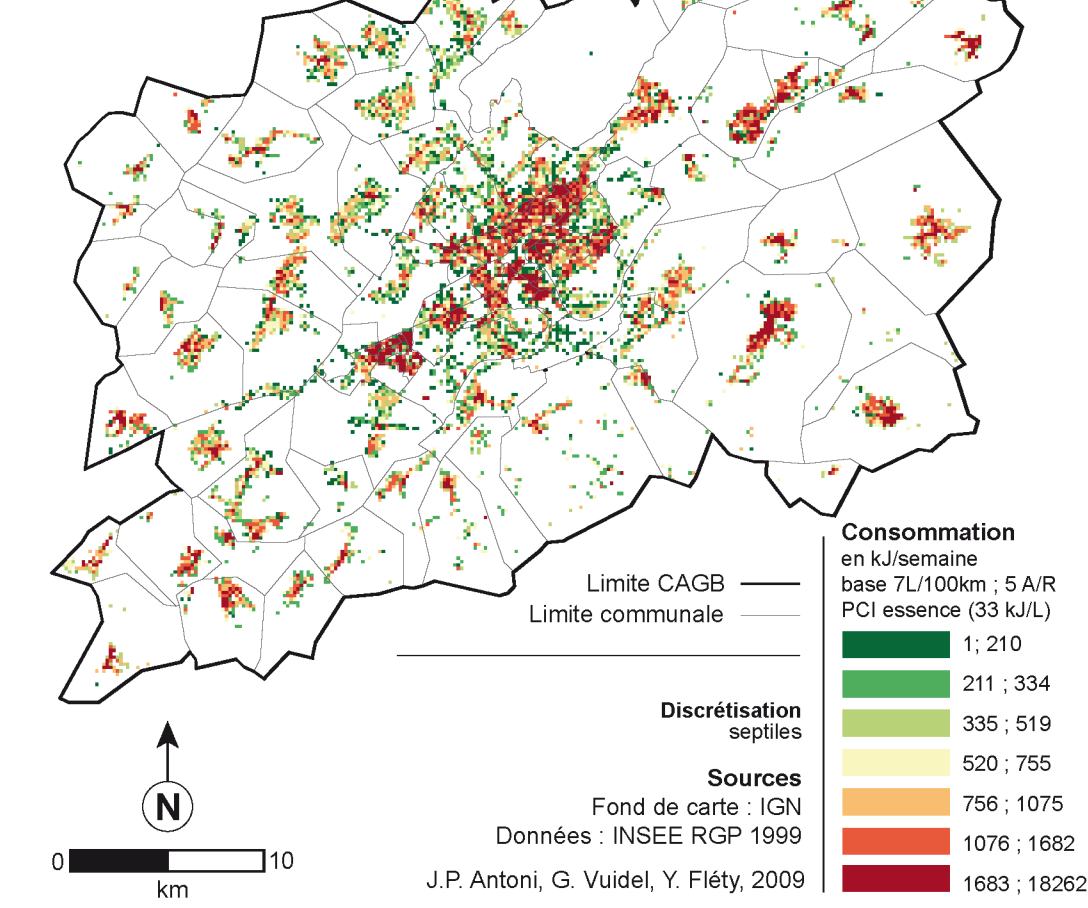 Consommation
en kJ/semaine
base 7L/100km ; 5 A/R
PCI essence (33 kJ/L)
1; 210
211 ; 334
335 ; 519
520 ; 755
756 ; 1075
1076 ; 1682
1683 ; 18262
Limite CAGB
Limite communale
Discrétisation
septiles
Sources
Fond de carte : IGN
Données : INSEE RGP 1999
J.P. Antoni, G. Vuidel, Y. Fléty, 2009
N
0 10
km